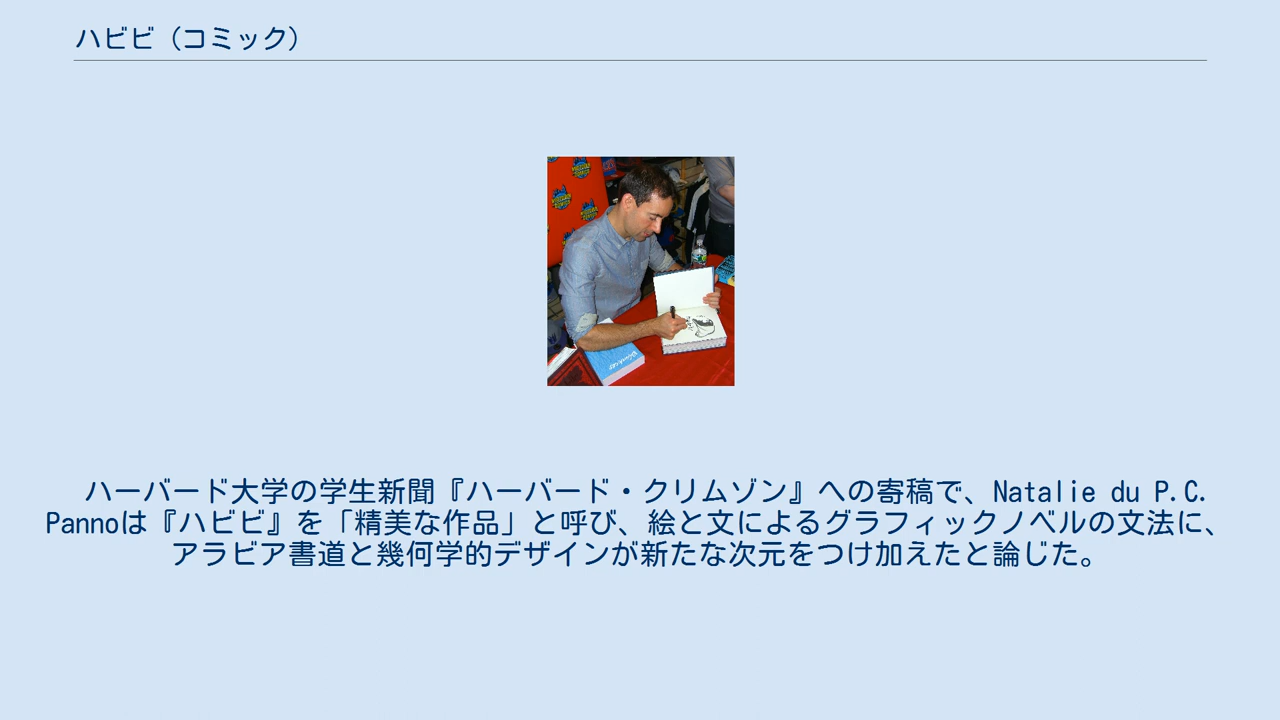 ハビビ（コミック）
ハーバード大学の学生新聞『ハーバード・クリムゾン』への寄稿で、Natalie du P.C.
Pannoは『ハビビ』を「精美な作品」と呼び、絵と文によるグラフィックノベルの文法に、
アラビア書道と幾何学的デザインが新たな次元をつけ加えたと論じた。